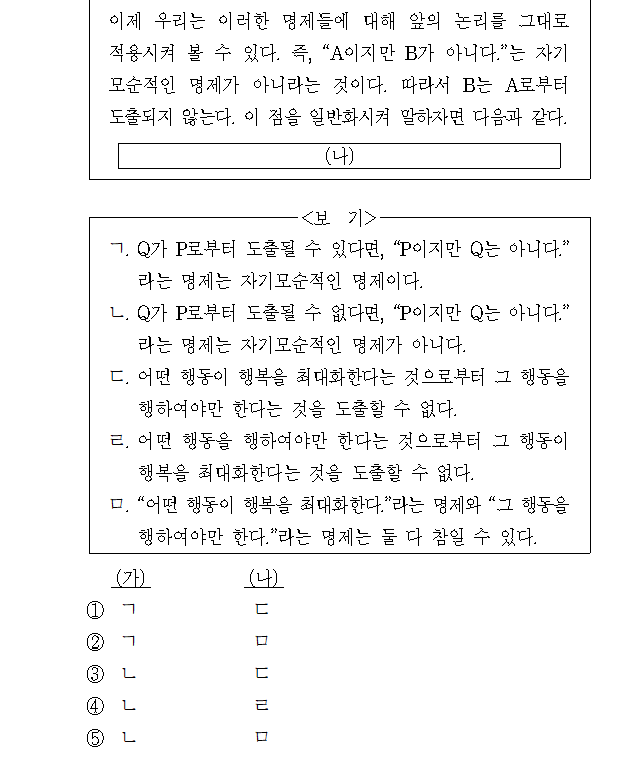 이제 우리는 이러한 명제들에 대해 앞의 논리를 그대로
적용시켜 볼 수 있다. 즉, “A이지만 B가 아니다.”는 자기
모순적인 명제가 아니라는 것이다. 따라서 B는 A로부터
도출되지 않는다. 이 점을 일반화시켜 말하자면 다음과 같다.
(나)
<보 기>
ㄱ. Q가 P로부터 도출될 수 있다면, “P이지만 Q는 아니다.”
라는 명제는 자기모순적인 명제이다.
ㄴ. Q가 P로부터 도출될 수 없다면, “P이지만 Q는 아니다.”
라는 명제는 자기모순적인 명제가 아니다.
ㄷ. 어떤 행동이 행복을 최대화한다는 것으로부터 그 행동을
행하여야만 한다는 것을 도출할 수 없다.
ㄹ. 어떤 행동을 행하여야만 한다는 것으로부터 그 행동이
행복을 최대화한다는 것을 도출할 수 없다.
ㅁ. “어떤 행동이 행복을 최대화한다.”라는 명제와 “그 행동을
행하여야만 한다.”라는 명제는 둘 다 참일 수 있다.
(가) (나)
① ㄱ ㄷ
② ㄱ ㅁ
③ ㄴ ㄷ
④ ㄴ ㄹ
⑤ ㄴ ㅁ